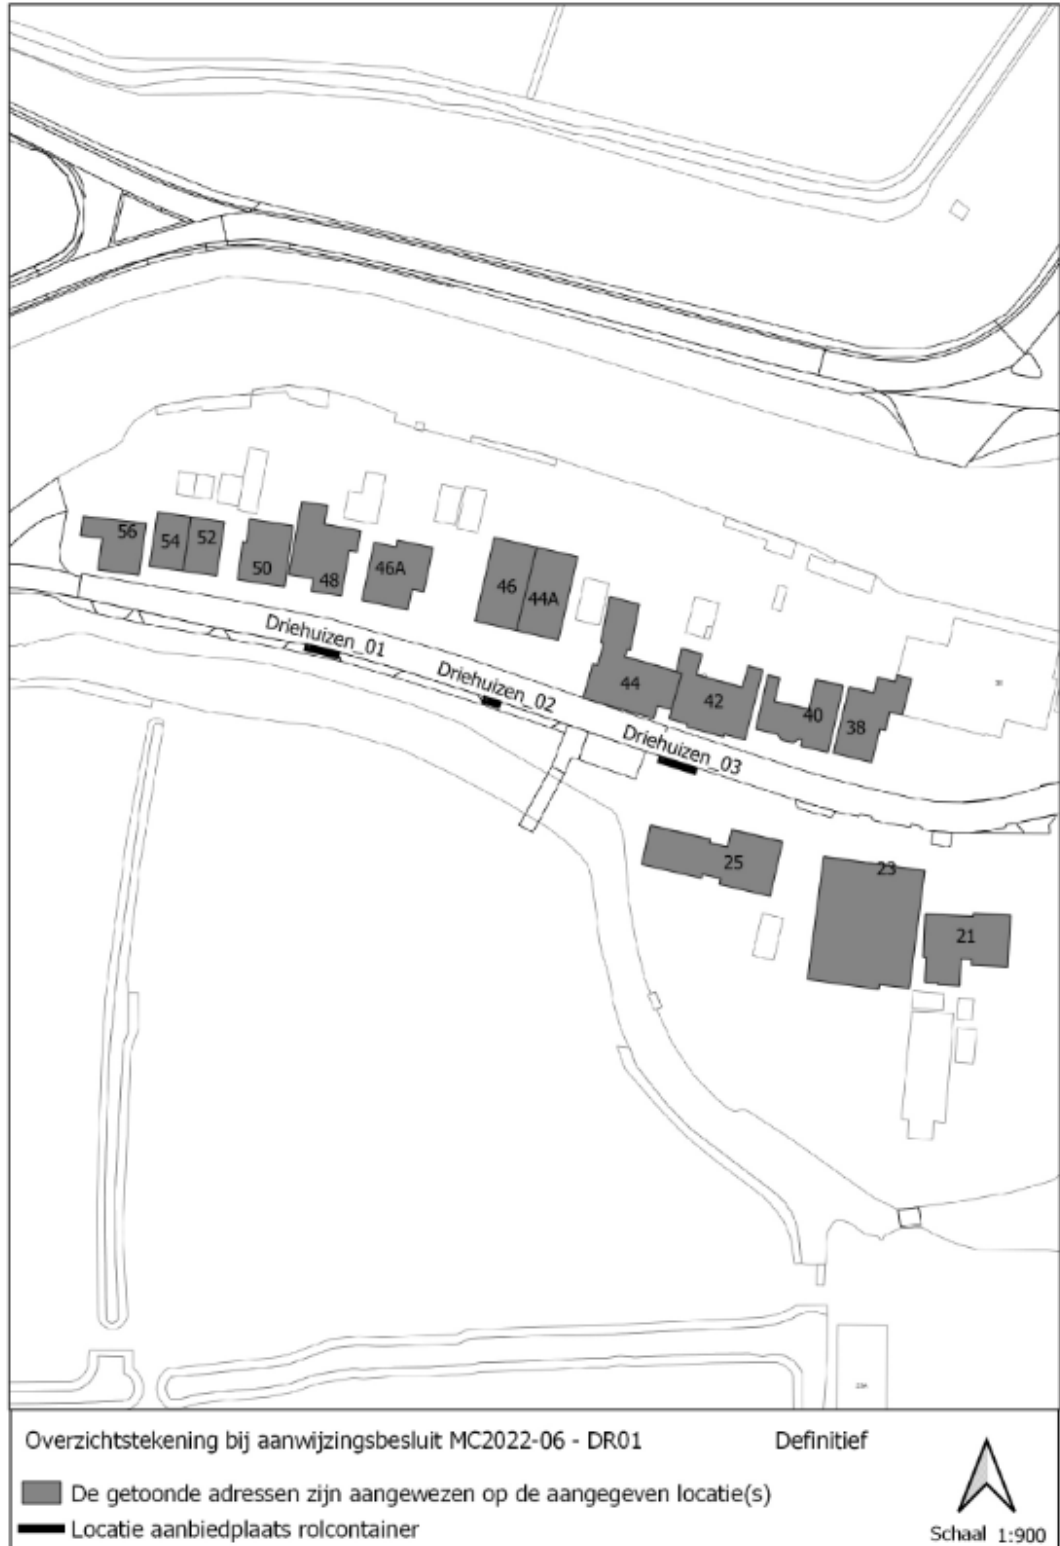 56
54
52
50
48
46A
46
44A
Driehuizen_01
Driehuizen_02
44
42
40
38
Driehuizen_03
25
23
21
Overzichtstekening bij aanwijzingsbesluit MC2022-06 - DR01
Definitief
De getoonde adressen zijn aangewezen op de aangegeven locatie(s)
Locatie aanbiedplaats rolcontainer
Schaal 1:900